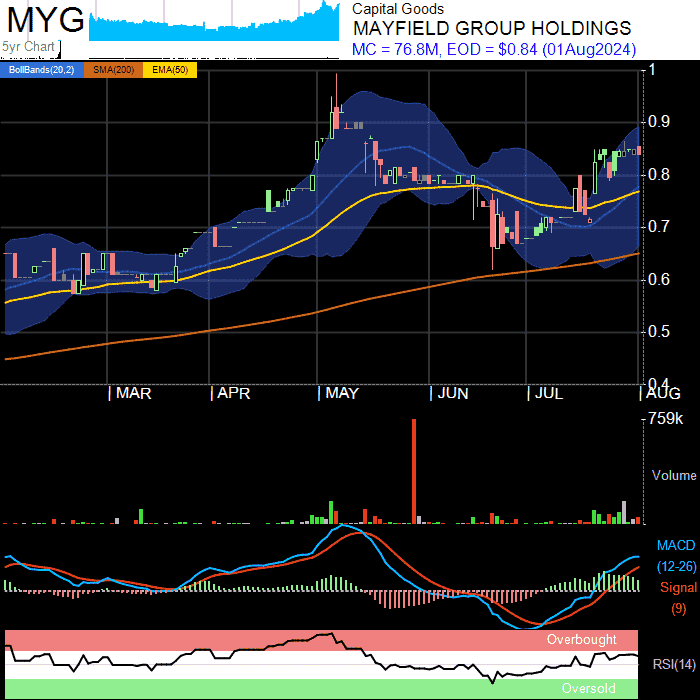 MYG
5yr Chart
Capital Goods
MAYFIELD GROUP HOLDINGS
MC = 76.8M, EOD = $0.84 (01Aug2024)
BollBands(20,2) SMA(200) EMA(50)
1
0.9
0.8
0.7
0.6
0.5
0.4
MAR APR MAY JUN JUL AUG
759k
Volume
MACD
(12-26)
Signal
(9)
Overbought
RSI(14)
Oversold